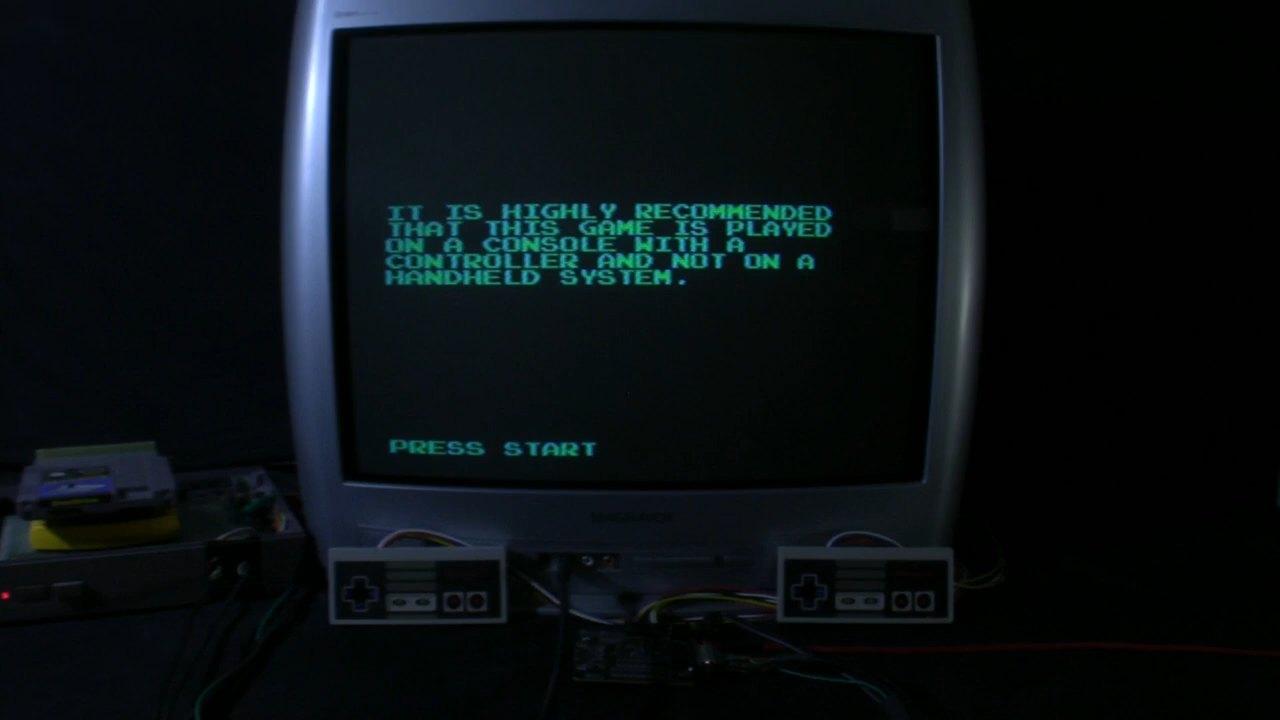 IT IS HIGHLY RECOMMENDED
THAT THIS GAME IS PLAYED
ON A CONSOLE WITH A
CONTROLLER AND NOT ON A
HANDHELD SYSTEM.
PRESS START
MAGNAVOX